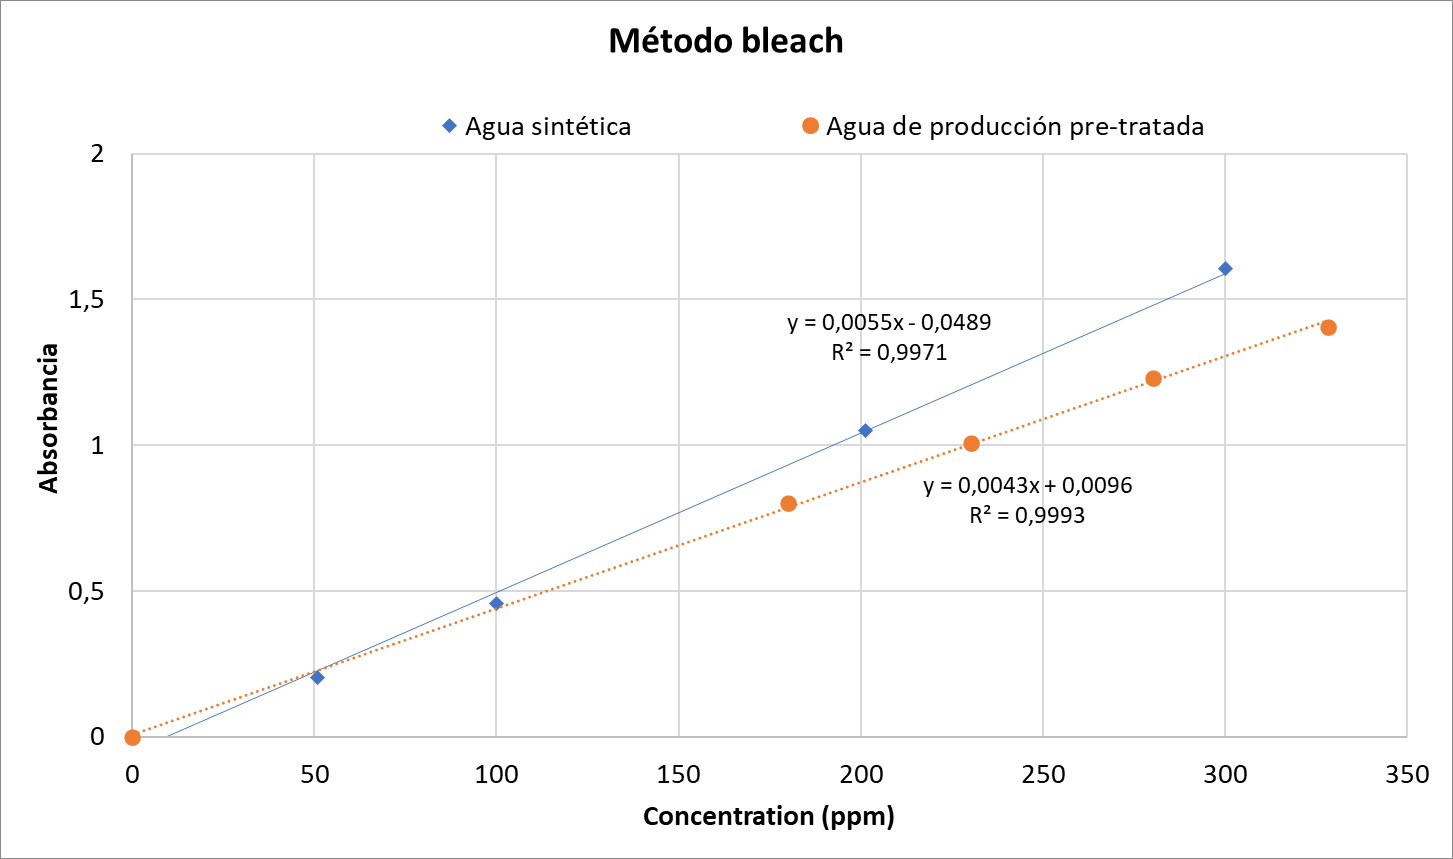 Método bleach
Agua sintética
Agua de producción pre-tratada
2
1,5
1
0,5
0
Absorbancia
y = 0,0055x - 0,0489
R² = 0,9971
y = 0,0043x + 0,0096
R² = 0,9993
0 50 100 150 200 250 300 350
Concentration (ppm)